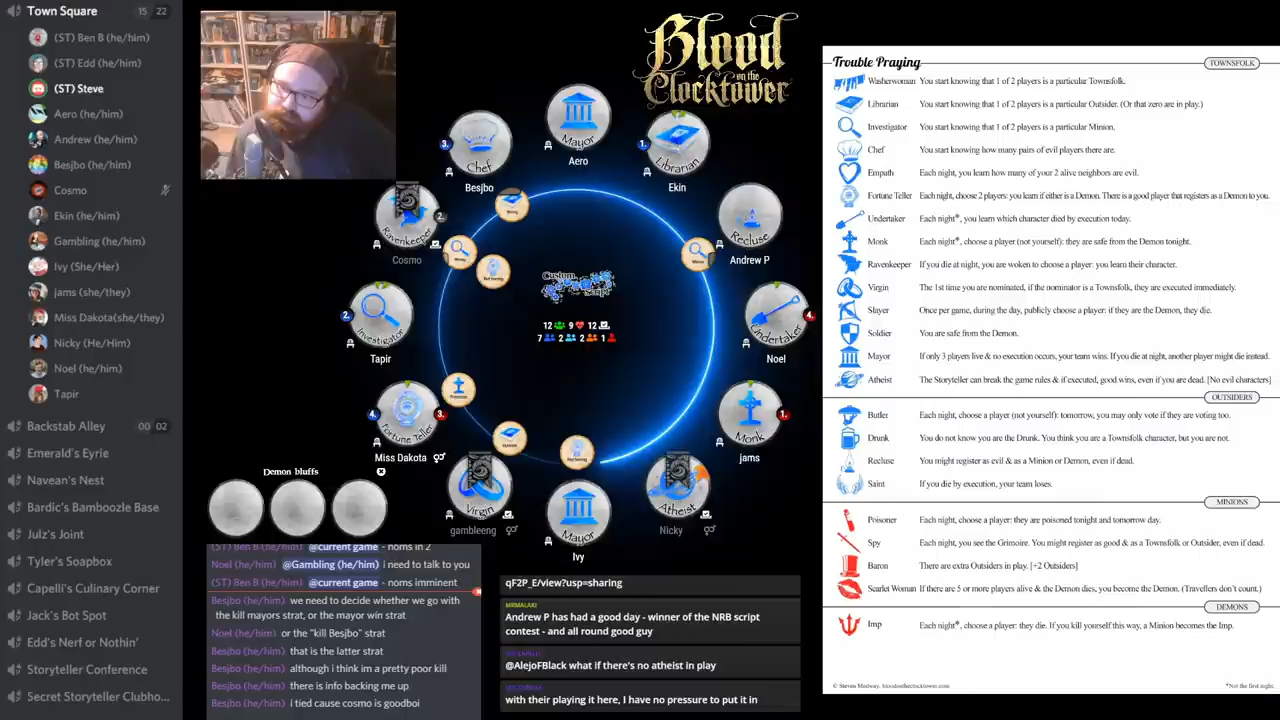 Town Square
15 22
(ST) Ben B (he/him)
(ST) Edd (he/him)
(ST) Steve
Aero (he/him)
Andrew (he/him)
Besjbo (he/him)
Cosmo
Ekin (he/him)
Gambling (he/him)
Ivy (She/Her)
Jams (she/they)
Miss Dakota(she/they)
Nicky (He/Him)
Noel (he/him)
Tapir
Backstab Alley
00 02
Emerald's Eyrie
Navean's Nest
Bardic's Bamboozle Base
Julz's Joint
Tyler's Soapbox
Capelli's Culinary Corner
Jack's Jetpoint
Edd's Nothin' Nothin'
Storyteller Conference
Secret Storyteller Clubho...
Blood
on the
Clocktower
Mayor
Aero
1.
Librarian
Ekin
Recluse
Andrew P
Undertaker
4.
Noel
Monk
1.
jams
Atheist
Nicky
Mayor
Ivy
Virgin
gambleeng
4.
Fortune Teller
3.
Miss Dakota
2.
Investigator
Tapir
2.
Cosmo
3.
Chef
Besjbo
12 9 12
7 2 2 1
Demon bluffs
(ST) Ben B (he/him) @current game - noms in 2
Noel (he/him) @Gambling (he/him) i need to talk to you
(ST) Ben B (he/him) @current game - noms imminent
Besjbo (he/him) we need to decide whether we go with
the kill mayors strat, or the mayor win strat
Noel (he/him) or the "kill Besjbo" strat
Besjbo (he/him) that is the latter strat
Besjbo (he/him) although i think im a pretty poor kill
Besjbo (he/him) there is info backing me up
Besjbo (he/him) i tied cause cosmo is goodboi
qF2P_E/view?usp=sharing
MRMALAKI
Andrew P has had a good day - winner of the NRB script
contest - and all round good guy
@AlejoFBlack what if there's no atheist in play
with their playing it here, I have no pressure to put it in
Trouble Praying
TOWNSFOLK
Washerwoman You start knowing that 1 of 2 players is a particular Townsfolk.
Librarian You start knowing that 1 of 2 players is a particular Outsider. (Or that zero are in play.)
Investigator You start knowing that 1 of 2 players is a particular Minion.
Chef You start knowing how many pairs of evil players there are.
Empath Each night, you learn how many of your 2 alive neighbors are evil.
Fortune Teller Each night, choose 2 players: you learn if either is a Demon. There is a good player that registers as a Demon to you.
Undertaker Each night*, you learn which character died by execution today.
Monk Each night*, choose a player (not yourself): they are safe from the Demon tonight.
Ravenkeeper If you die at night, you are woken to choose a player: you learn their character.
Virgin The 1st time you are nominated, if the nominator is a Townsfolk, they are executed immediately.
Slayer Once per game, during the day, publicly choose a player: if they are the Demon, they die.
Soldier You are safe from the Demon.
Mayor If only 3 players live & no execution occurs, your team wins. If you die at night, another player might die instead.
Atheist The Storyteller can break the game rules & if executed, good wins, even if you are dead. [No evil characters]
OUTSIDERS
Butler Each night, choose a player (not yourself): tomorrow, you may only vote if they are voting too.
Drunk You do not know you are the Drunk. You think you are a Townsfolk character, but you are not.
Recluse You might register as evil & as a Minion or Demon, even if dead.
Saint If you die by execution, your team loses.
MINIONS
Poisoner Each night, choose a player: they are poisoned tonight and tomorrow day.
Spy Each night, you see the Grimoire. You might register as good & as a Townsfolk or Outsider, even if dead.
Baron There are extra Outsiders in play. [+2 Outsiders]
Scarlet Woman If there are 5 or more players alive & the Demon dies, you become the Demon. (Travellers don't count.)
DEMONS
Imp Each night*, choose a player: they die. If you kill yourself this way, a Minion becomes the Imp.
© Steven Medway, bloodontheclocktower.com
*Not the first night.